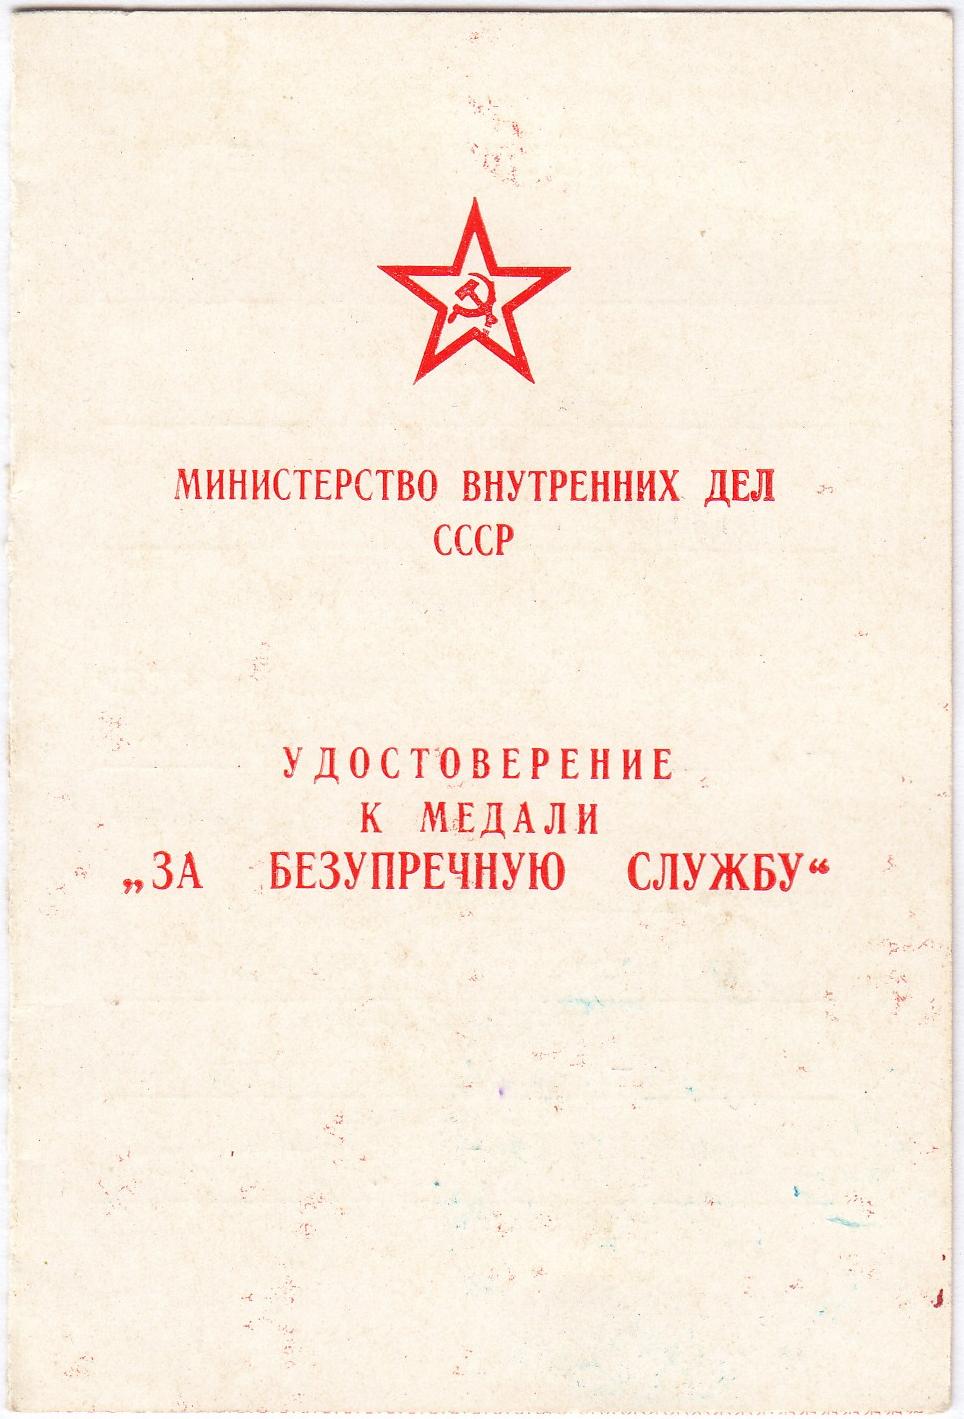 МИНИСТЕРСТВО ВНУТРЕННИХ ДЕЛ
СССР
УДОСТОВЕРЕНИЕ
К МЕДАЛИ
„ЗА БЕЗУПРЕЧНУЮ СЛУЖБУ“